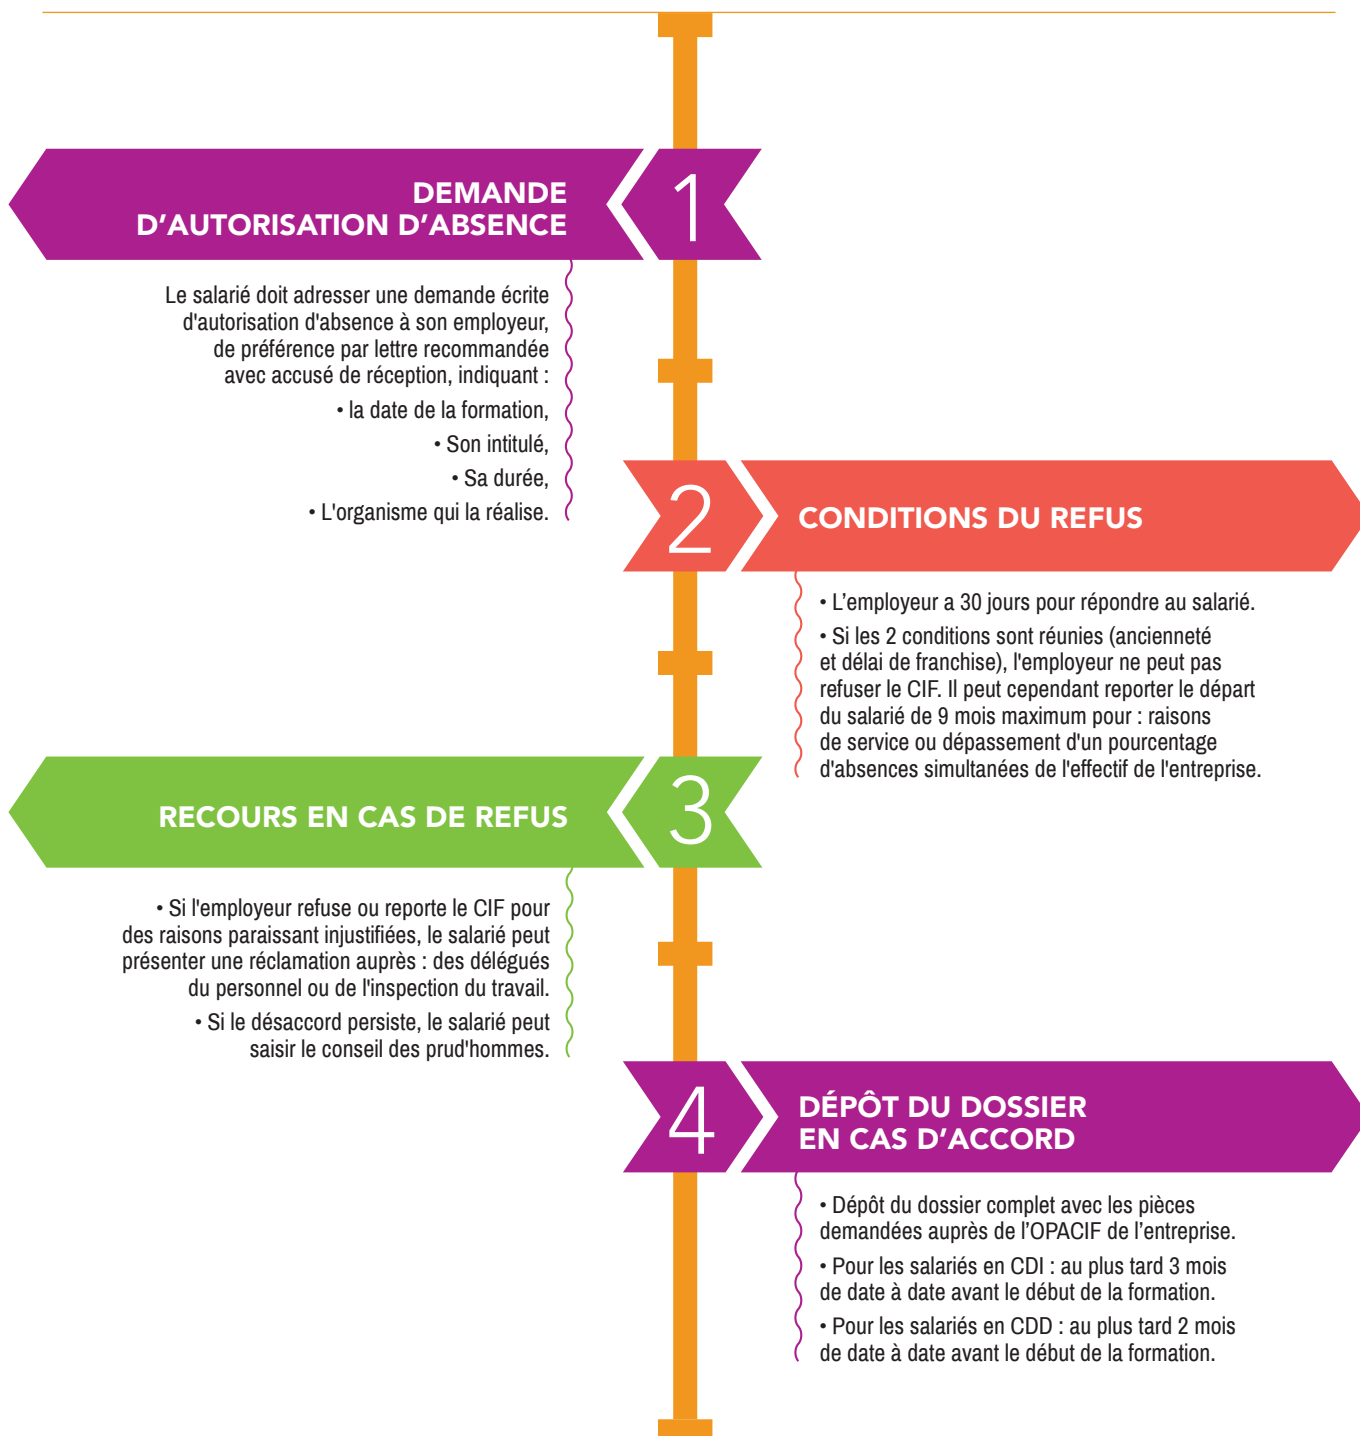 1
DEMANDE
D’AUTORISATION D’ABSENCE
Le salarié doit adresser une demande écrite
d'autorisation d'absence à son employeur,
de préférence par lettre recommandée
avec accusé de réception, indiquant :
• la date de la formation,
• Son intitulé,
• Sa durée,
• L'organisme qui la réalise.
2
CONDITIONS DU REFUS
• L’employeur a 30 jours pour répondre au salarié.
• Si les 2 conditions sont réunies (ancienneté
et délai de franchise), l'employeur ne peut pas
refuser le CIF. Il peut cependant reporter le départ
du salarié de 9 mois maximum pour : raisons
de service ou dépassement d'un pourcentage
d'absences simultanées de l'effectif de l'entreprise.
3
RECOURS EN CAS DE REFUS
• Si l'employeur refuse ou reporte le CIF pour
des raisons paraissant injustifiées, le salarié peut
présenter une réclamation auprès : des délégués
du personnel ou de l'inspection du travail.
• Si le désaccord persiste, le salarié peut
saisir le conseil des prud'hommes.
4
DÉPÔT DU DOSSIER
EN CAS D’ACCORD
• Dépôt du dossier complet avec les pièces
demandées auprès de l’OPACIF de l’entreprise.
• Pour les salariés en CDI : au plus tard 3 mois
de date à date avant le début de la formation.
• Pour les salariés en CDD : au plus tard 2 mois
de date à date avant le début de la formation.